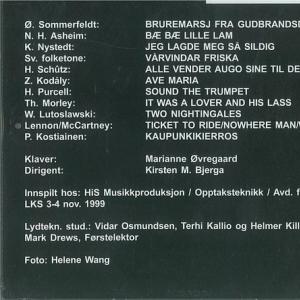 Ø. Sommerfeldt: BRUREMARSJ FRA GUDBRANDSD
N. H. Asheim: BÆ BÆ LILLE LAM
K. Nystedt: JEG LAGDE MEG SÅ SILDIG
Sv. folketone: VÅRVINDAR FRISKA
H. Schütz: ALLE VENDER AUGO SINE TIL DE
Z. Kodály: AVE MARIA
H. Purcell: SOUND THE TRUMPET
Th. Morley: IT WAS A LOVER AND HIS LASS
W. Lutoslawski: TWO NIGHTINGALES
Lennon/McCartney: TICKET TO RIDE/NOWHERE MAN/
P. Kostiainen: KAUPUNKIKIERROS
Klaver: Marianne Øvregaard
Dirigent: Kirsten M. Bjerga
Innspilt hos: HiS Musikkproduksjon / Opptaksteknikk / Avd. f
LKS 3-4 nov. 1999
Lydtekn. stud.: Vidar Osmundsen, Terhi Kallio og Helmer Kill
Mark Drews, Førstelektor
Foto: Helene Wang